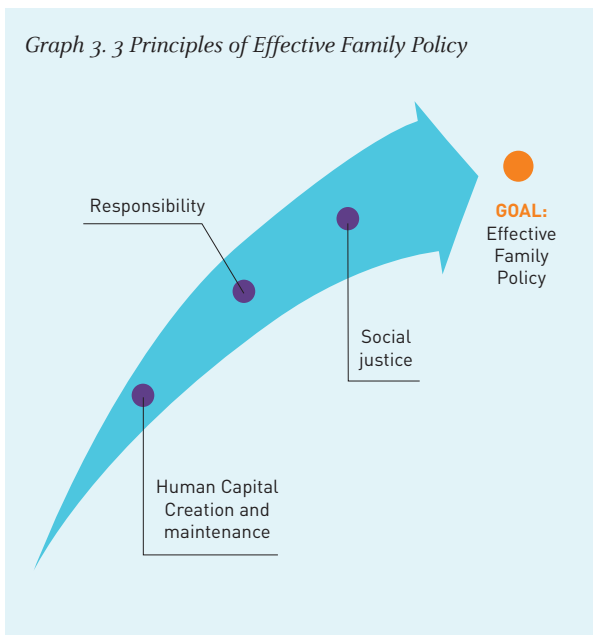 Graph 3. 3 Principles of Effective Family Policy
Responsibility
GOAL:
Effective
Family
Policy
Social
justice
Human Capital
Creation and
maintenance